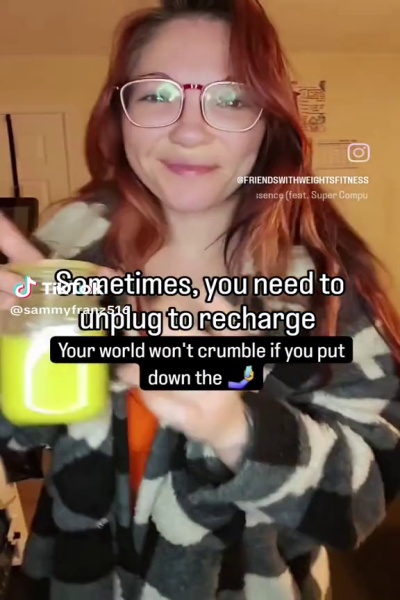 @FRIENDSWITHWEIGHTSFITNESS
sence (feat. Super Compu
TikTok
Sometimes, you need to
@sammyfranz516
unplug to recharge
Your world won't crumble if you put
down the 🤳